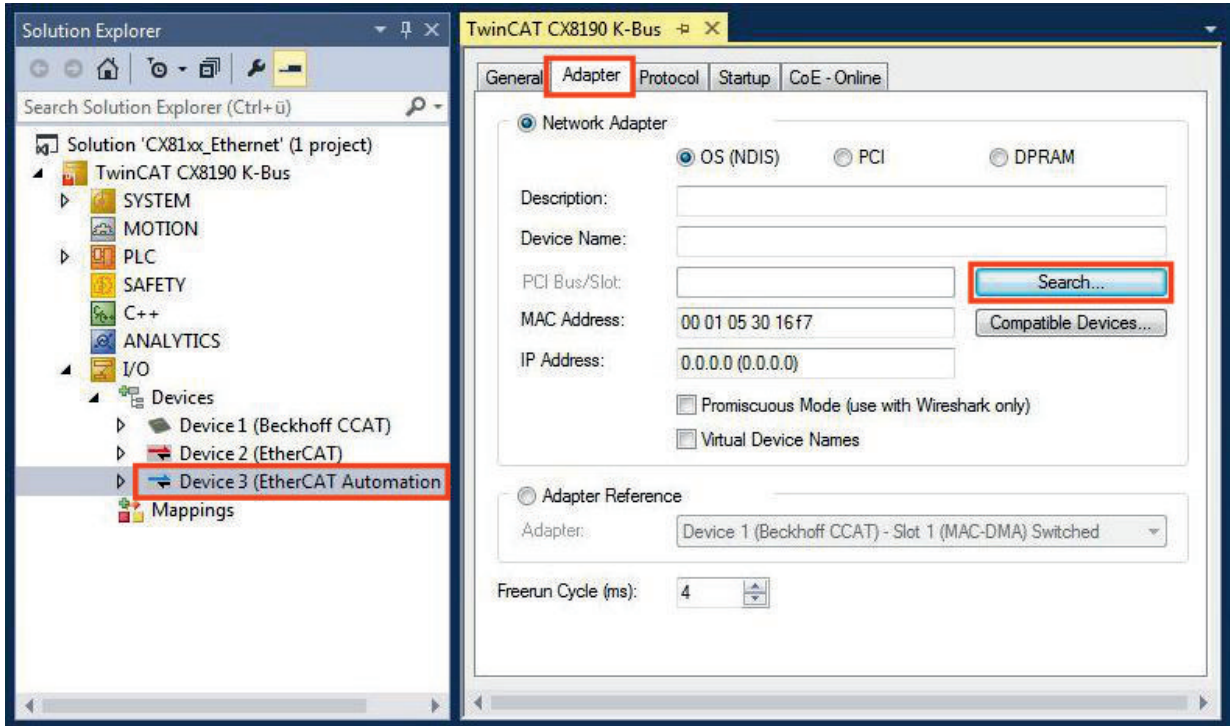 Solution Explorer
Search Solution Explorer (Ctrl+ü)
Solution 'CX81xx_Ethernet' (1 project)
TwinCAT CX8190 K-Bus
SYSTEM
MOTION
PLC
SAFETY
C++
ANALYTICS
I/O
Devices
Device 1 (Beckhoff CCAT)
Device 2 (EtherCAT)
Device 3 (EtherCAT Automation
Mappings
TwinCAT CX8190 K-Bus
General Adapter Protocol Startup CoE - Online
Network Adapter
OS (NDIS) PCI DPRAM
Description:
Device Name:
PCI Bus/Slot: Search...
MAC Address: 00 01 05 30 16 f7 Compatible Devices...
IP Address: 0.0.0.0 (0.0.0.0)
Promiscuous Mode (use with Wireshark only)
Virtual Device Names
Adapter Reference
Adapter: Device 1 (Beckhoff CCAT) - Slot 1 (MAC-DMA) Switched
Freerun Cycle (ms): 4